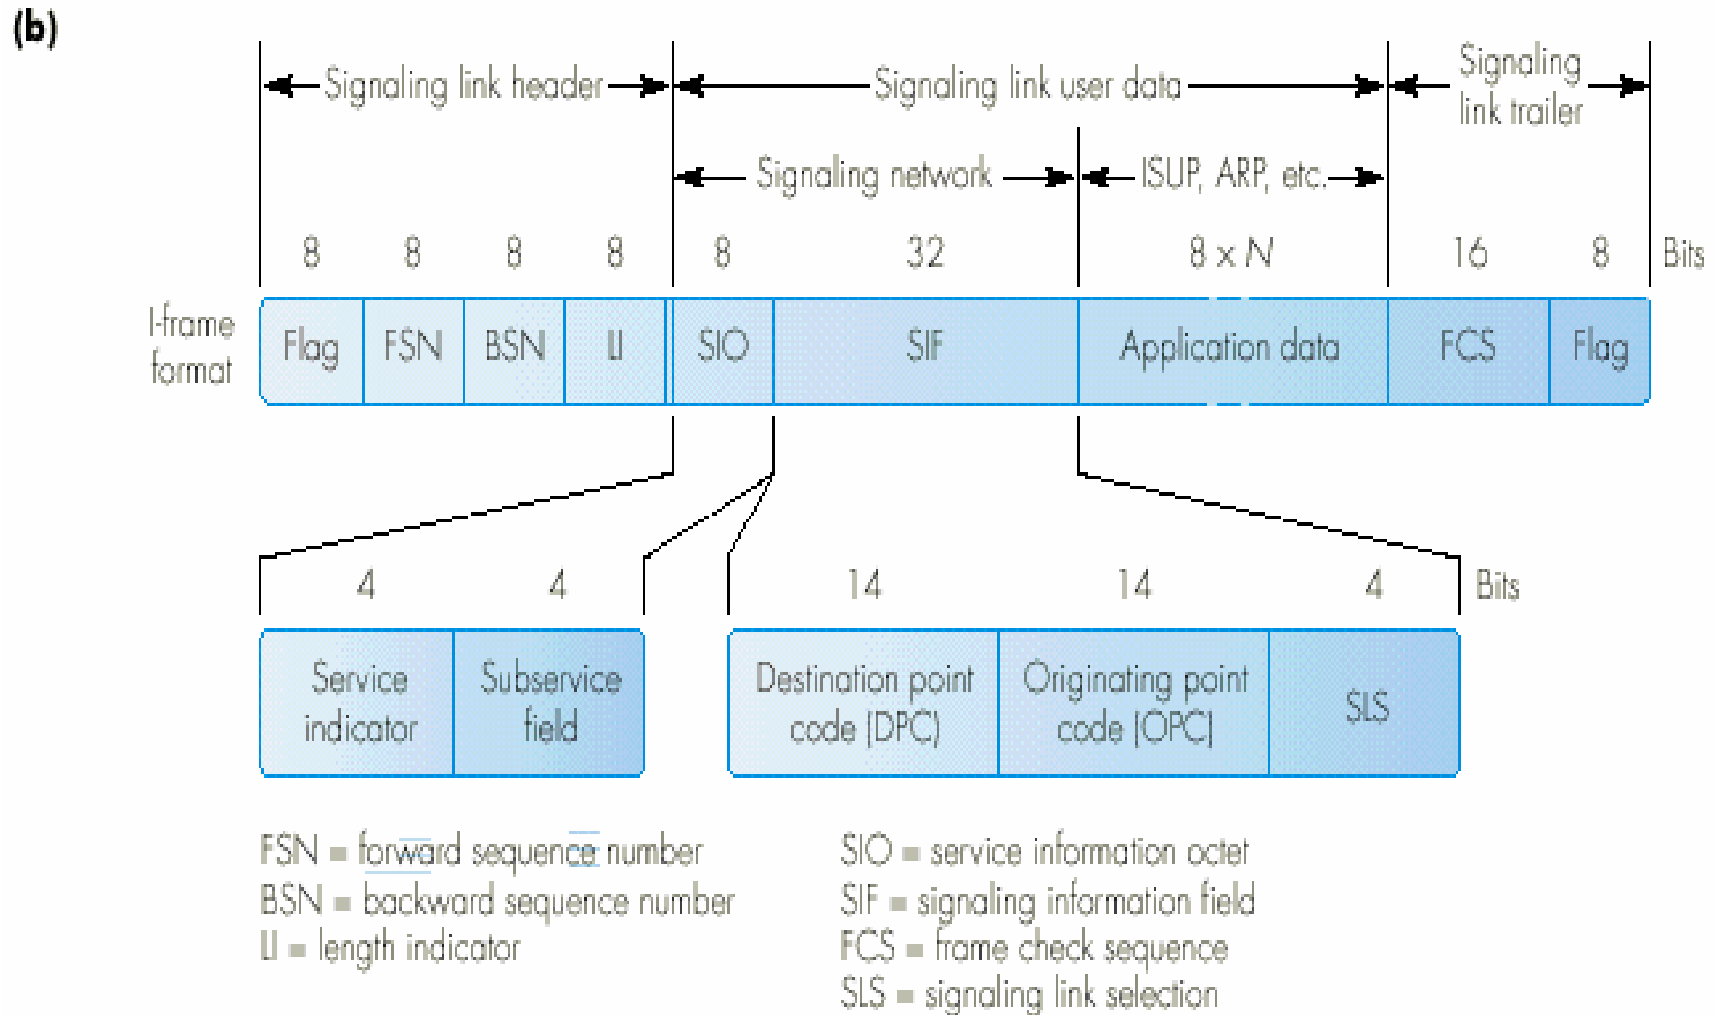 (b)
Signaling link header
Signaling link user data
Signaling
link trailer
Signaling network
ISUP, ARP, etc.
8 8 8 8 8 32 8 × N 16 8 Bits
I-frame
format
Flag FSN BSN LI SIO SIF Application data FCS Flag
4 4 14 14 4 Bits
Service
indicator
Subservice
field
Destination point
code (DPC)
Originating point
code (OPC)
SLS
FSN = forward sequence number
BSN = backward sequence number
LI = length indicator
SIO = service information octet
SIF = signaling information field
FCS = frame check sequence
SLS = signaling link selection